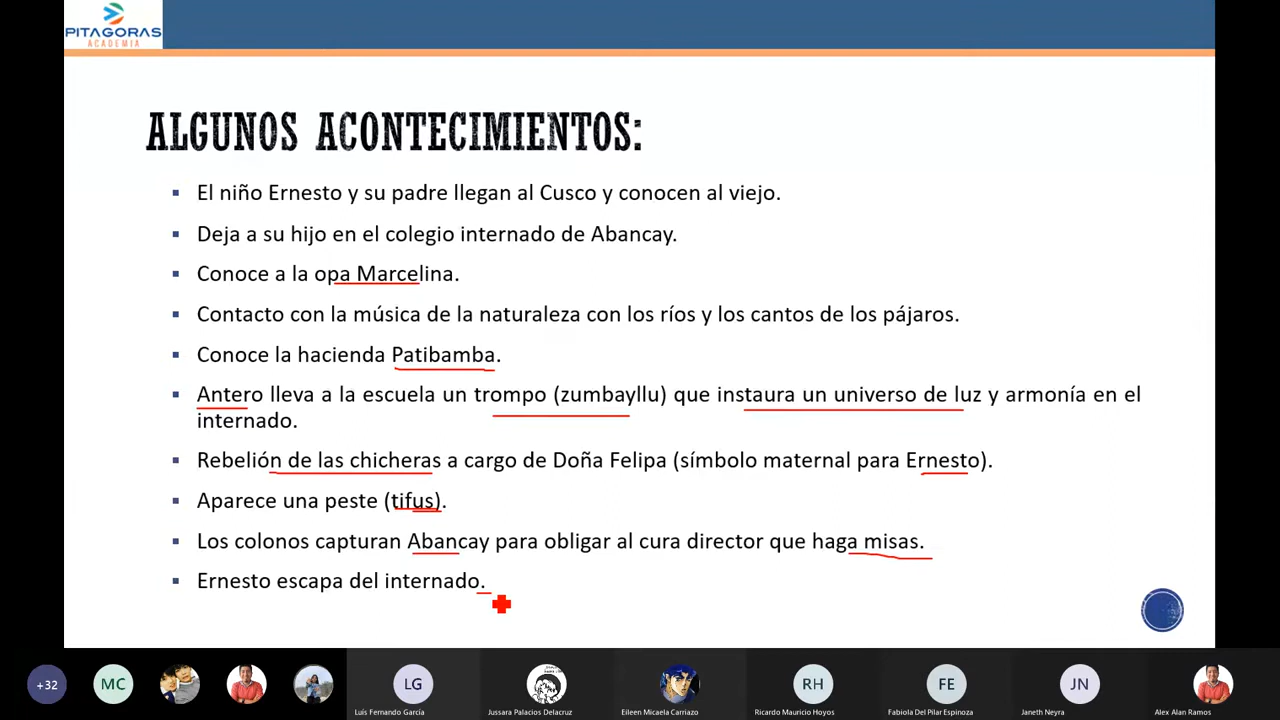 PITAGORAS
ACADEMIA
ALGUNOS ACONTECIMIENTOS:
El niño Ernesto y su padre llegan al Cusco y conocen al viejo.
Deja a su hijo en el colegio internado de Abancay.
Conoce a la opa Marcelina.
Contacto con la música de la naturaleza con los ríos y los cantos de los pájaros.
Conoce la hacienda Patibamba.
Antero lleva a la escuela un trompo (zumbayllu) que instaura un universo de luz y armonía en el
internado.
Rebelión de las chicheras a cargo de Doña Felipa (símbolo maternal para Ernesto).
Aparece una peste (tifus).
Los colonos capturan Abancay para obligar al cura director que haga misas.
Ernesto escapa del internado.
+32 MC LG RH FE JN
Luis Fernando García Jussara Palacios Delacruz Eileen Micaela Carriazo Ricardo Mauricio Hoyos Fabiola Del Pilar Espinoza Janeth Neyra Alex Alan Ramos